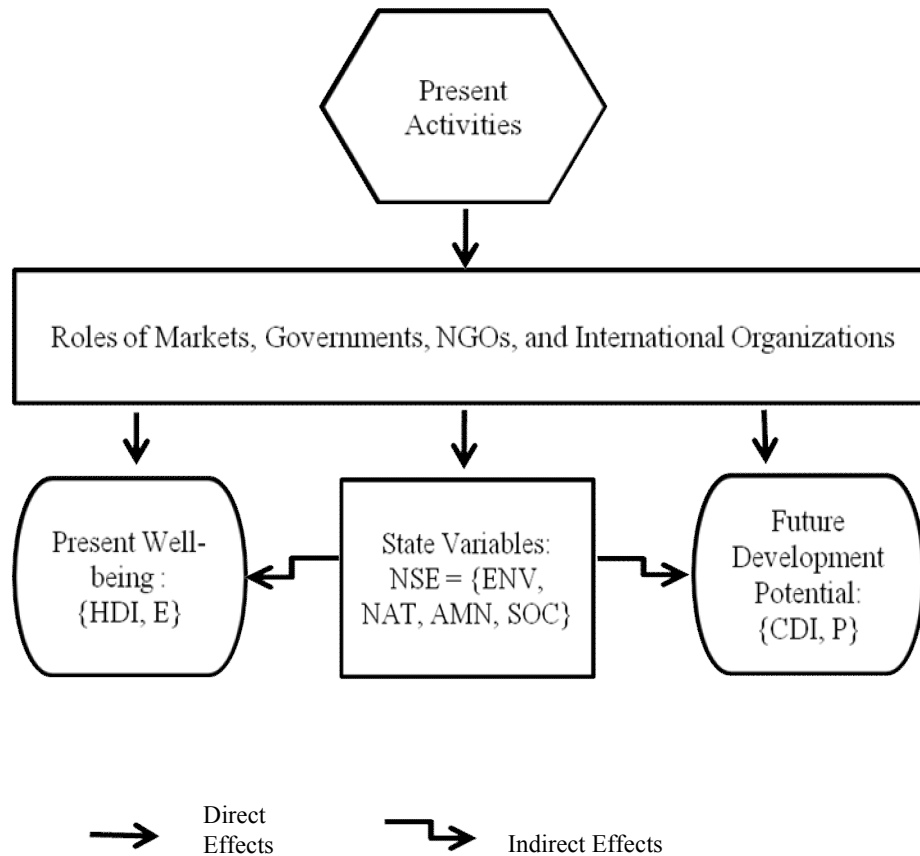 Present
Activities
Roles of Markets, Governments, NGOs, and International Organizations
Present Well-
being :
{HDI, E}
State Variables:
NSE = {ENV,
NAT, AMN, SOC}
Future
Development
Potential:
{CDI, P}
Direct
Effects
Indirect Effects